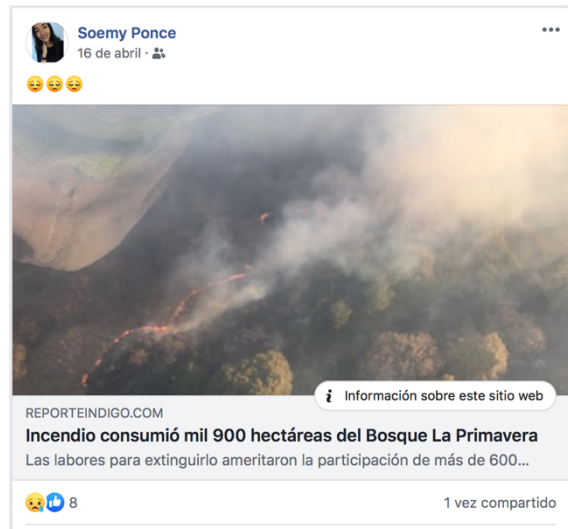 Soemy Ponce
16 de abril ·
😔😔😔
i Información sobre este sitio web
REPORTEINDIGO.COM
Incendio consumió mil 900 hectáreas del Bosque La Primavera
Las labores para extinguirlo ameritaron la participación de más de 600...
8
1 vez compartido